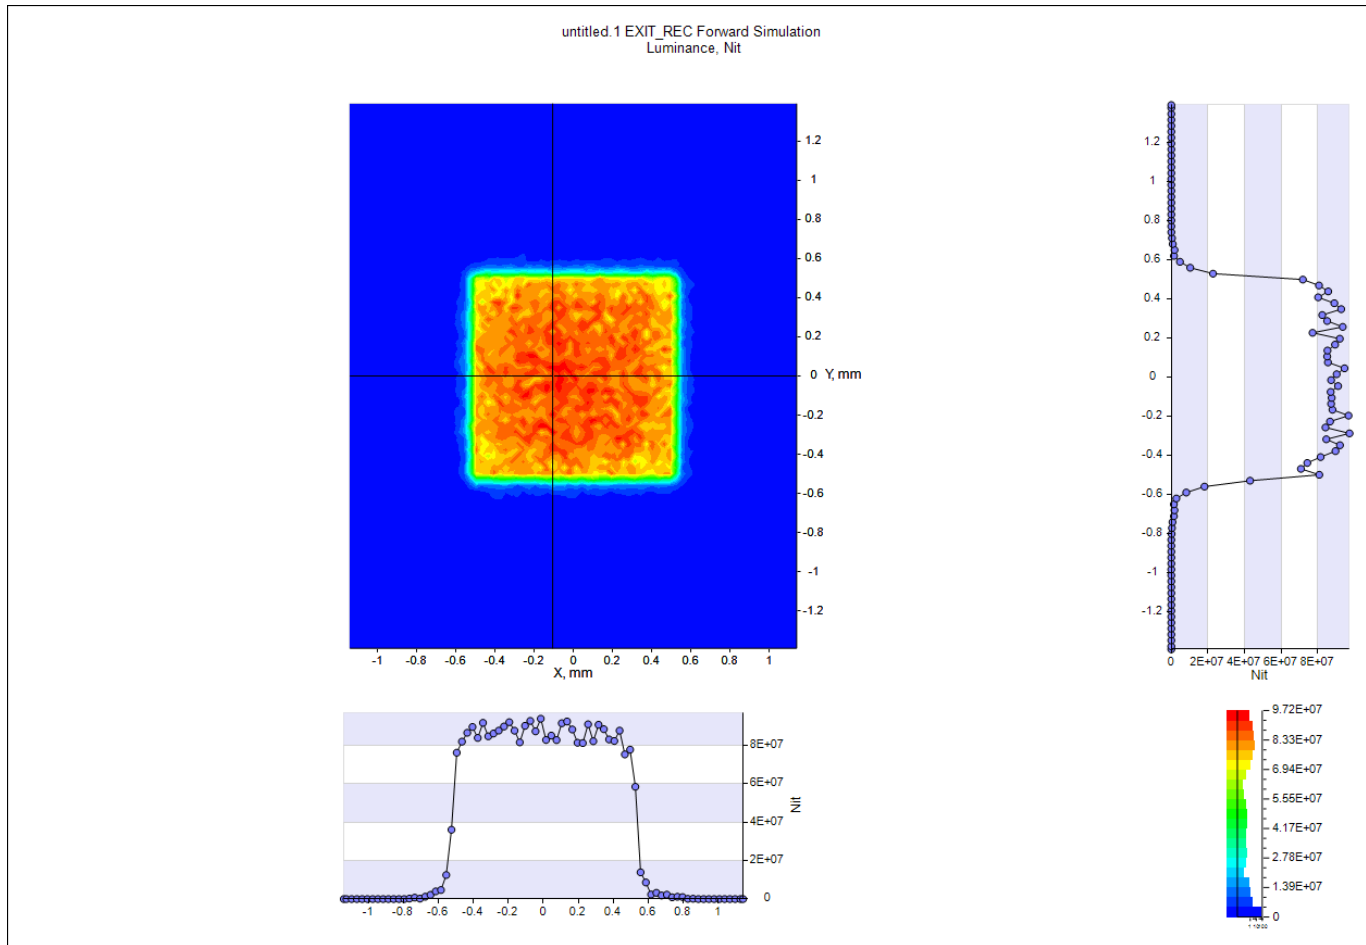 untitled.1 EXIT_REC Forward Simulation
Luminance, Nit
1.2
1
0.8
0.6
0.4
0.2
0 Y, mm
-0.2
-0.4
-0.6
-0.8
-1
-1.2
-1 -0.8 -0.6 -0.4 -0.2 0 0.2 0.4 0.6 0.8 1
X, mm
1.2
1
0.8
0.6
0.4
0.2
0
-0.2
-0.4
-0.6
-0.8
-1
-1.2
0 2E+07 4E+07 6E+07 8E+07
Nit
8E+07
6E+07
4E+07
2E+07
0
Nit
-1 -0.8 -0.6 -0.4 -0.2 0 0.2 0.4 0.6 0.8 1
9.72E+07
8.33E+07
6.94E+07
5.55E+07
4.17E+07
2.78E+07
1.39E+07
0